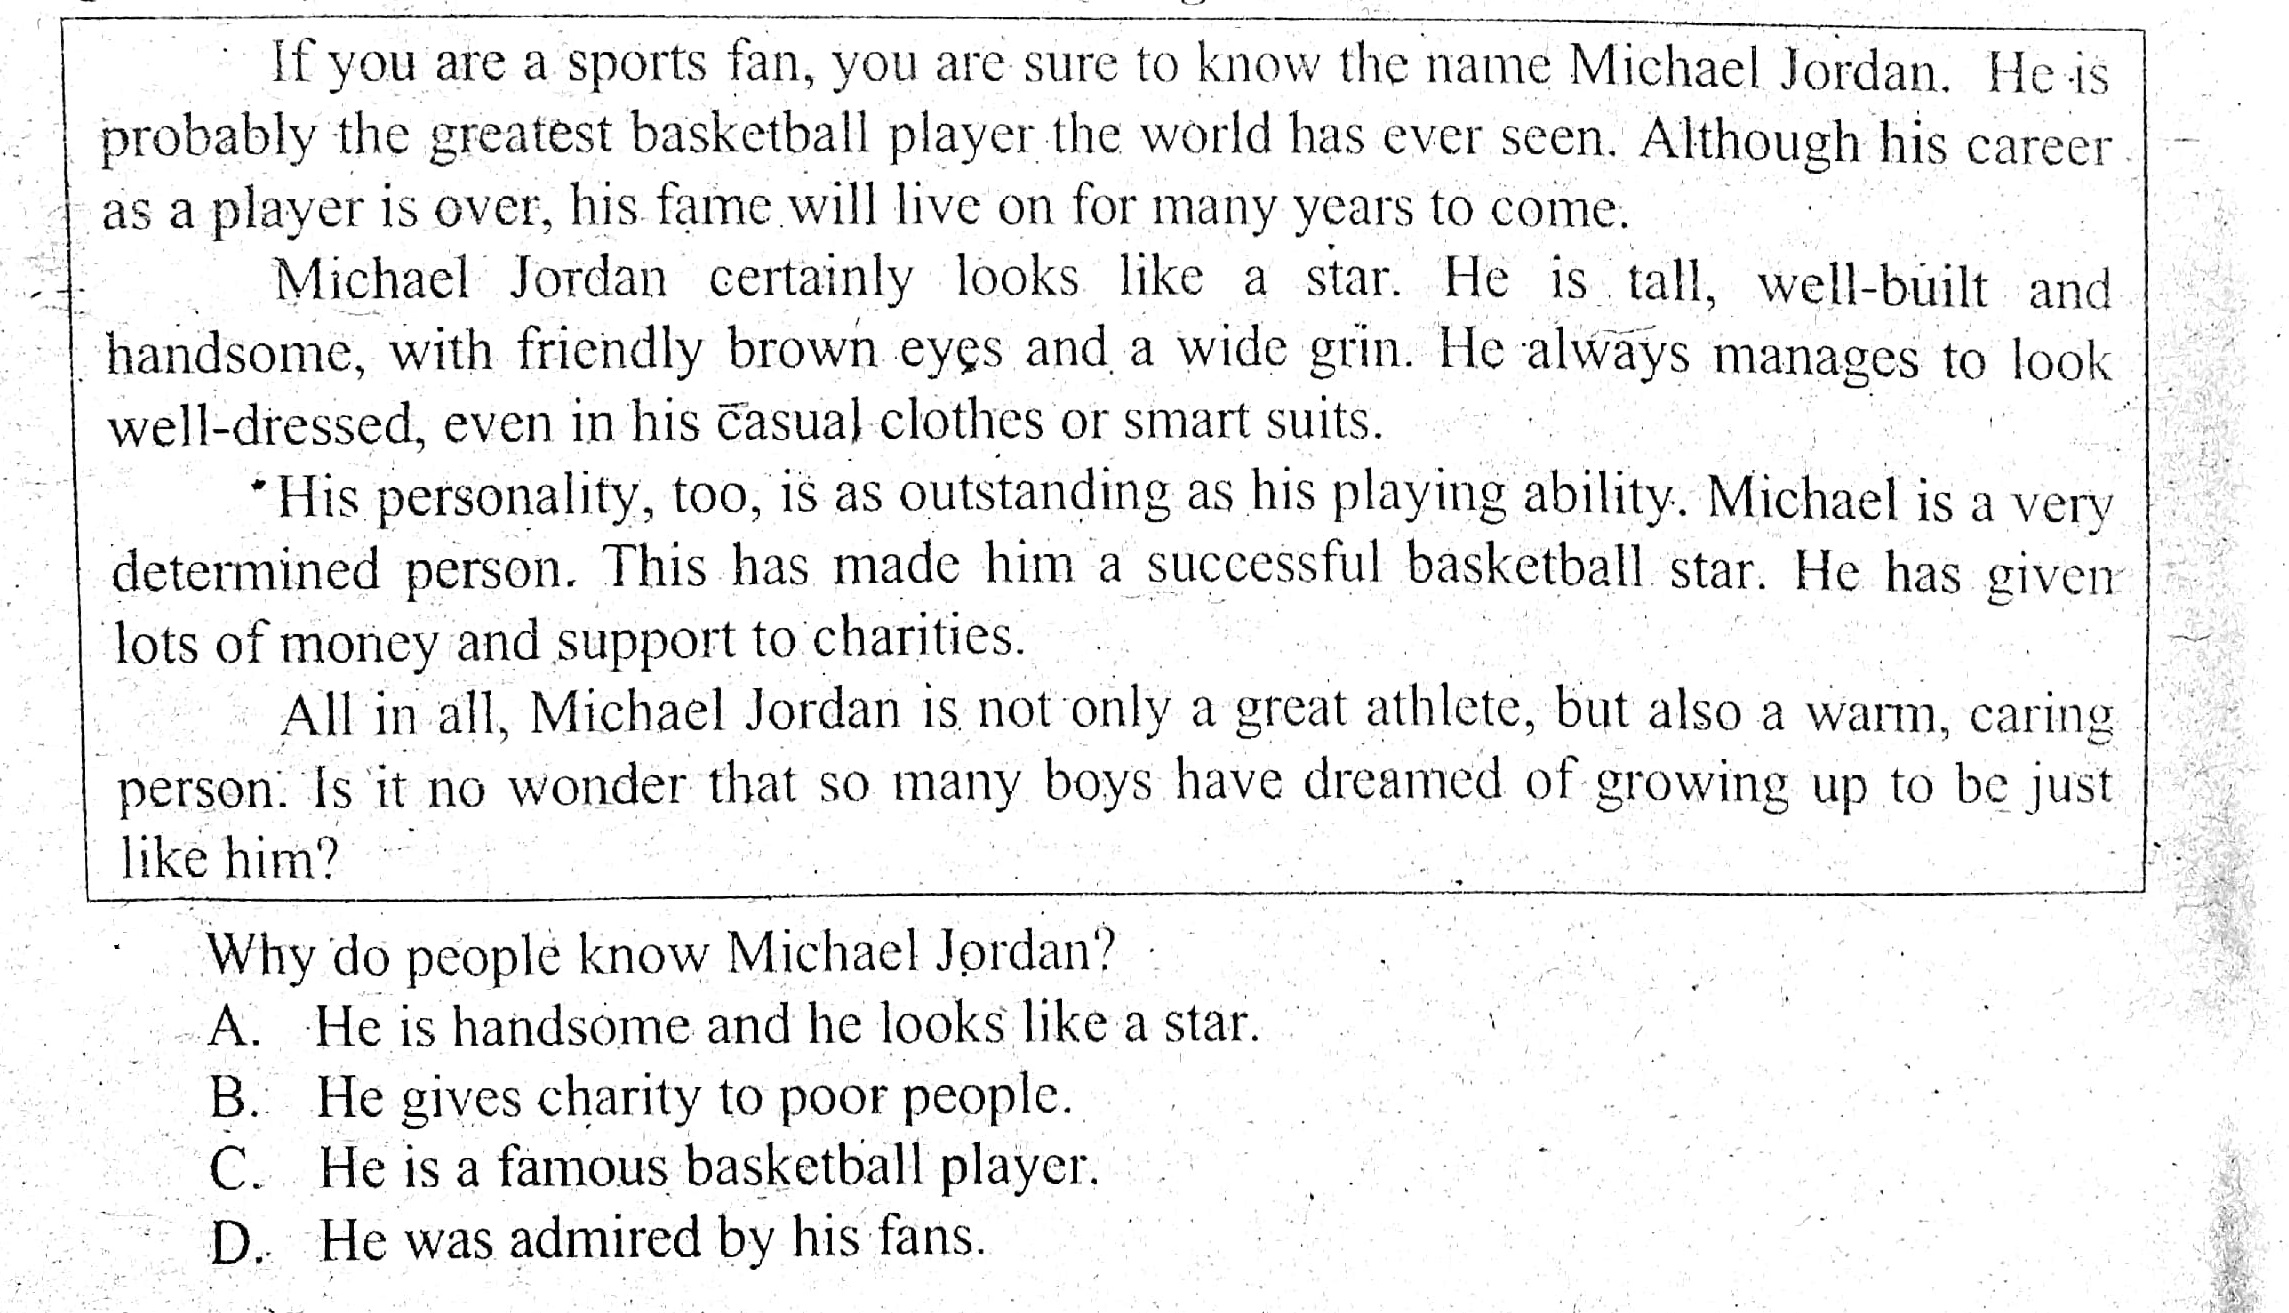 If you are a sports fan, you are sure to know the name Michael Jordan. He is
probably the greatest basketball player the world has ever seen. Although his career
as a player is over, his fame will live on for many years to come.
Michael Jordan certainly looks like a star. He is tall, well-built and
handsome, with friendly brown eyes and a wide grin. He always manages to look
well-dressed, even in his casual clothes or smart suits.
His personality, too, is as outstanding as his playing ability. Michael is a very
determined person. This has made him a successful basketball star. He has given
lots of money and support to charities.
All in all, Michael Jordan is not only a great athlete, but also a warm, caring
person. Is it no wonder that so many boys have dreamed of growing up to be just
like him?
Why do people know Michael Jordan?
A. He is handsome and he looks like a star.
B. He gives charity to poor people.
C. He is a famous basketball player.
D. He was admired by his fans.